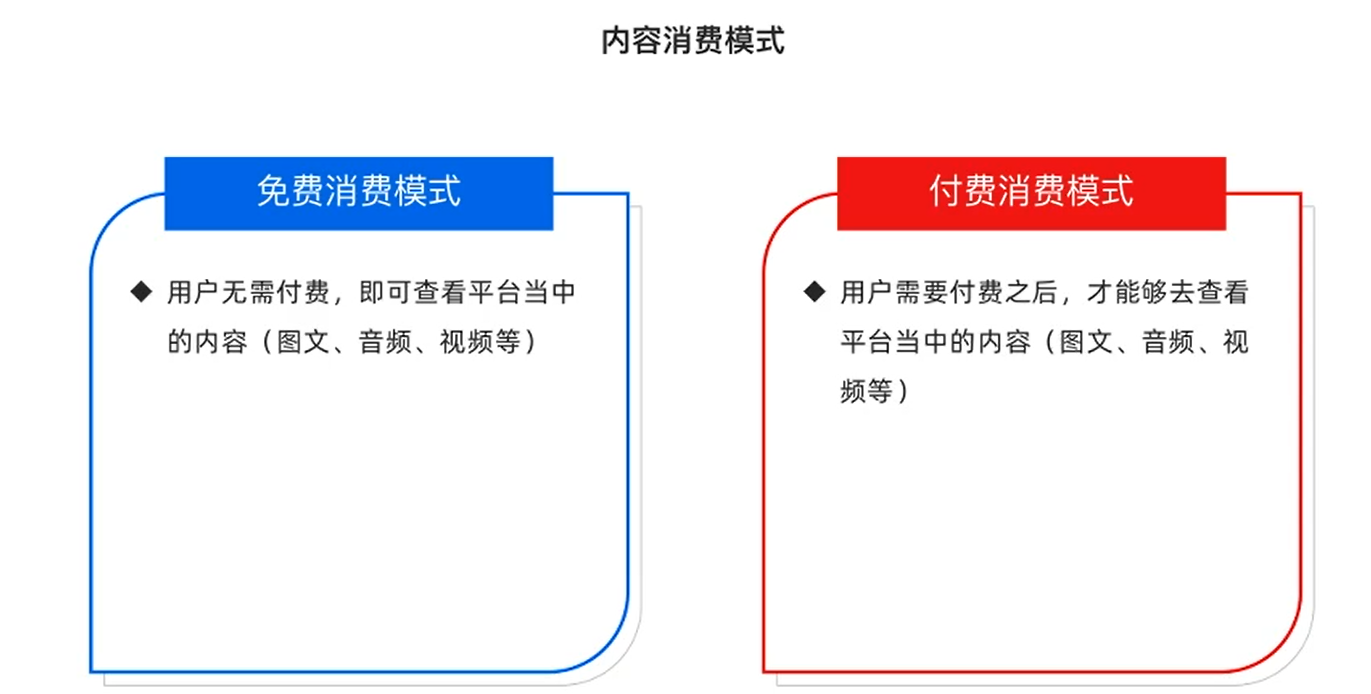 内容消费模式
免费消费模式
◆ 用户无需付费，即可查看平台当中
的内容（图文、音频、视频等）
付费消费模式
◆ 用户需要付费之后，才能够去查看
平台当中的内容（图文、音频、视
频等）